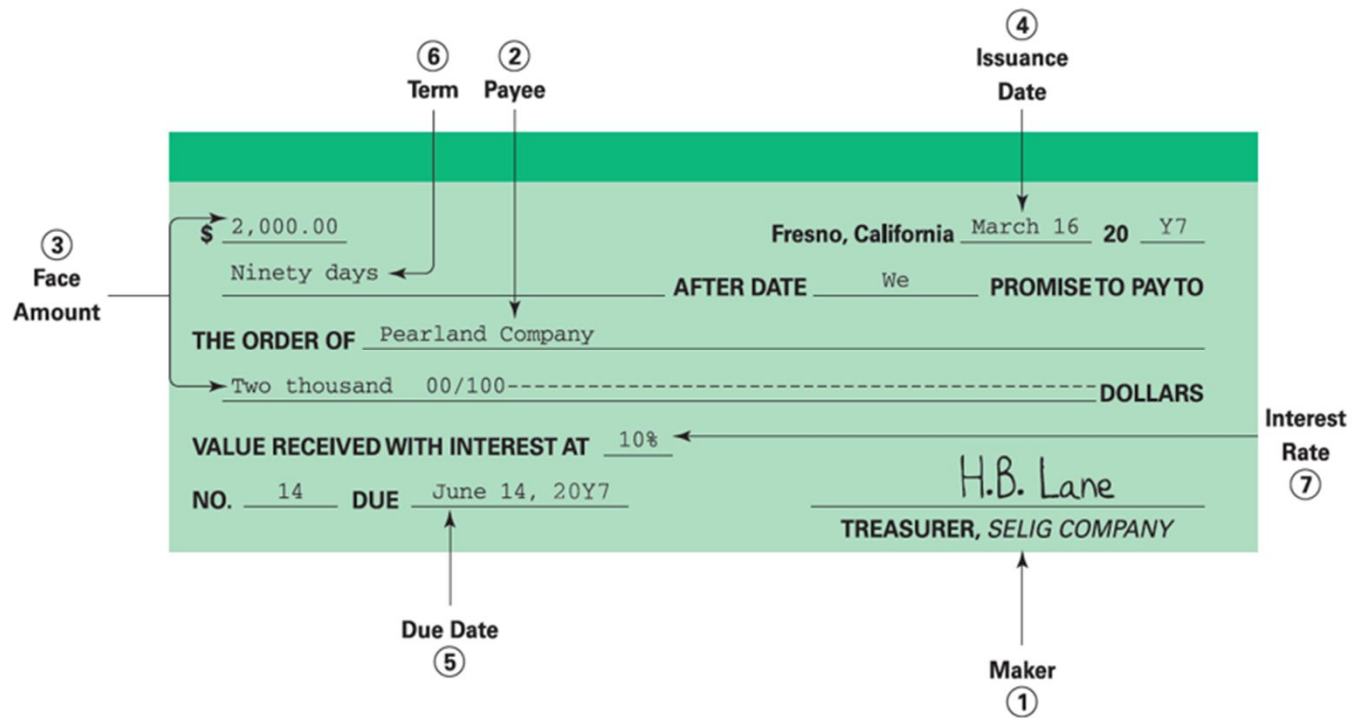 ④
Issuance
Date
⑥ ②
Term Payee
$ 2,000.00 Fresno, California March 16 20 Y7
③
Face
Amount
Ninety days AFTER DATE We PROMISE TO PAY TO
THE ORDER OF Pearland Company
Two thousand 00/100---------------------------------------------- DOLLARS
Interest
Rate
⑦
VALUE RECEIVED WITH INTEREST AT 10%
H.B. Lane
NO. 14 DUE June 14, 20Y7
TREASURER, SELIG COMPANY
Due Date
⑤
Maker
①